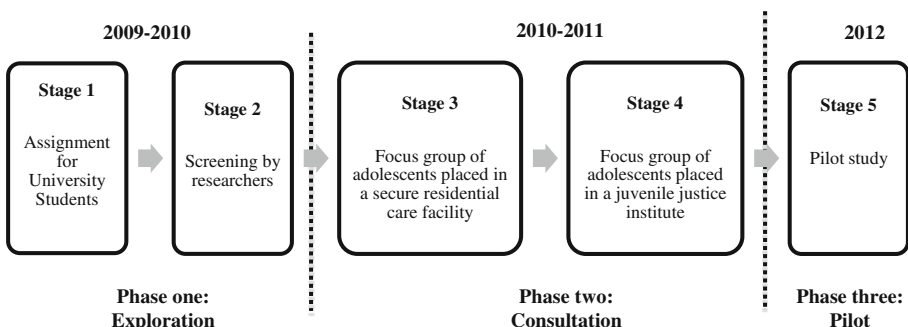 2009-2010
2010-2011
2012
Stage 1
Assignment
for
University
Students
Stage 2
Screening by
researchers
Stage 3
Focus group of
adolescents placed in
a secure residential
care facility
Stage 4
Focus group of
adolescents placed
in a juvenile justice
institute
Stage 5
Pilot study
Phase one:
Exploration
Phase two:
Consultation
Phase three:
Pilot